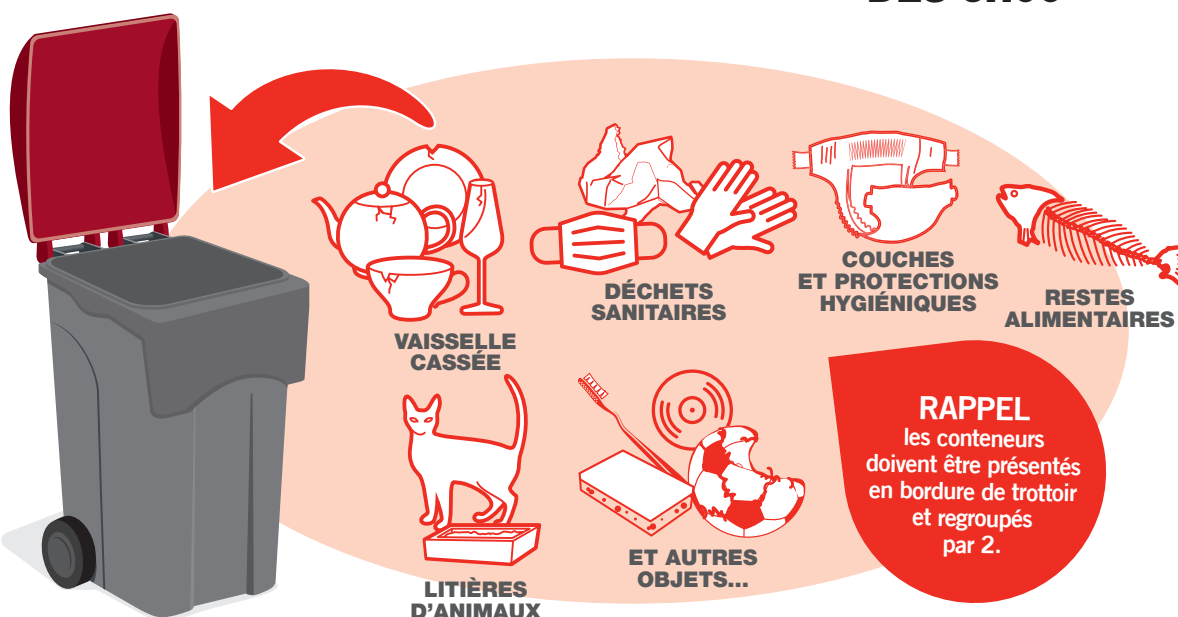 VAISSELLE
CASSÉE
DÉCHETS
SANITAIRES
COUCHES
ET PROTECTIONS
HYGIÉNIQUES
RESTES
ALIMENTAIRES
LITIÈRES
D'ANIMAUX
ET AUTRES
OBJETS...
RAPPEL
les conteneurs
doivent être présentés
en bordure de trottoir
et regroupés
par 2.